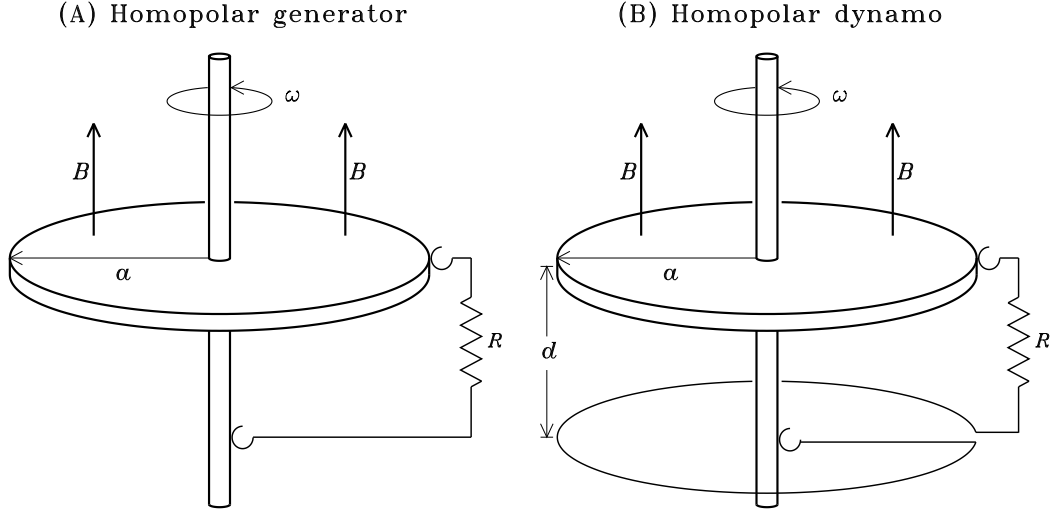 (A) Homopolar generator
(B) Homopolar dynamo
ω
ω
B
B
B
B
a
a
R
d
R